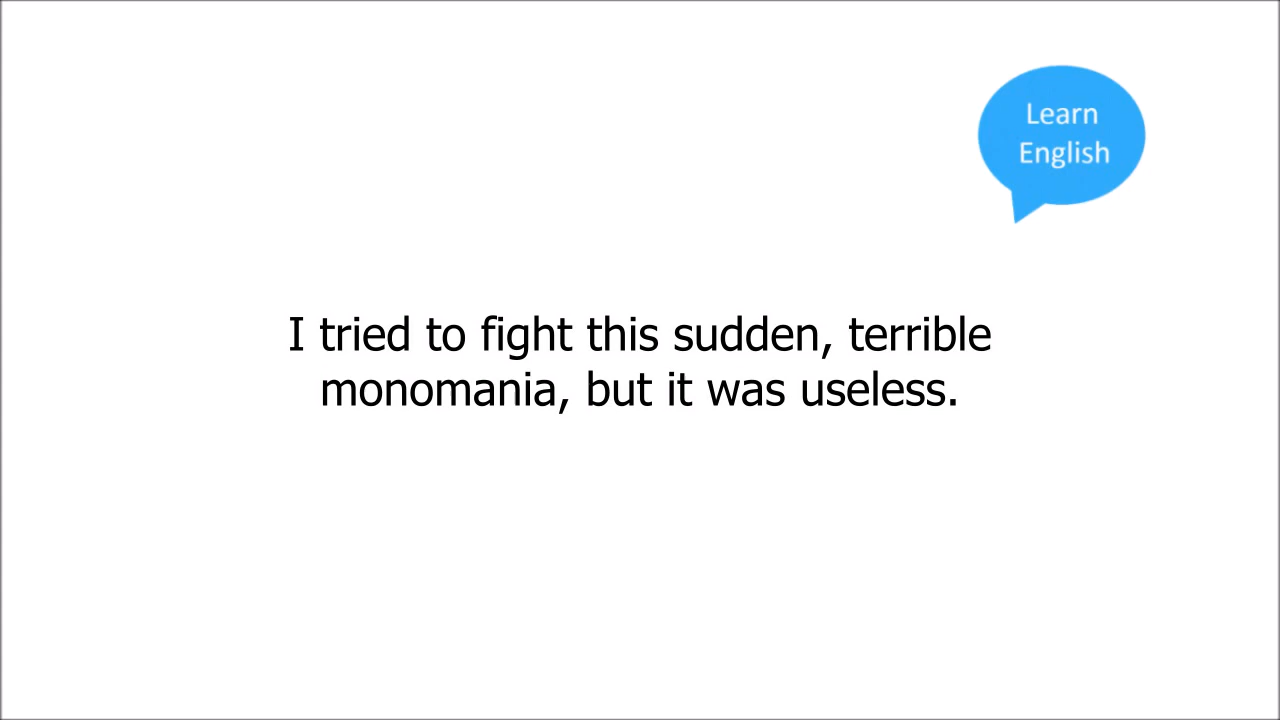 Learn
English
I tried to fight this sudden, terrible
monomania, but it was useless.